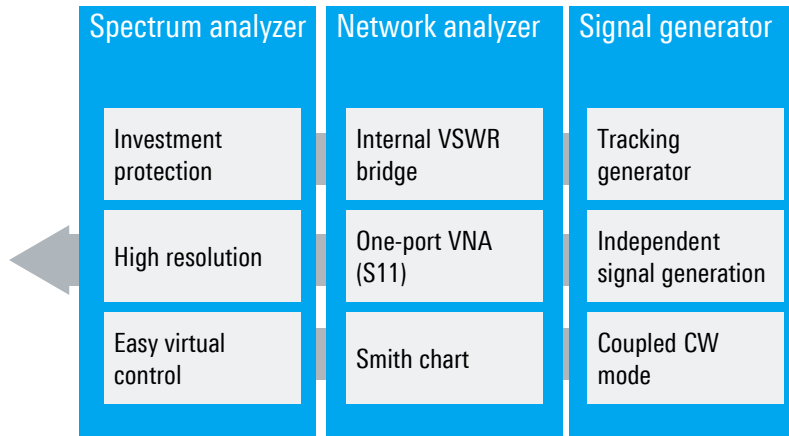 Spectrum analyzer
Investment
protection
High resolution
Easy virtual
control
Network analyzer
Internal VSWR
bridge
One-port VNA
(S11)
Smith chart
Signal generator
Tracking
generator
Independent
signal generation
Coupled CW
mode